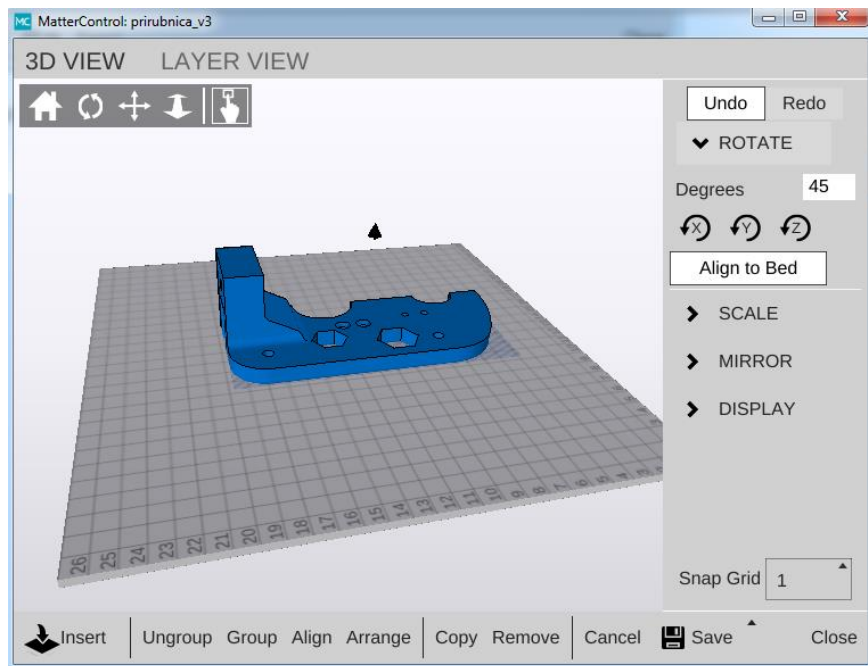 MC MatterControl: prirubnica_v3
3D VIEW LAYER VIEW
Undo Redo
ROTATE
Degrees 45
X Y Z
Align to Bed
SCALE
MIRROR
DISPLAY
26 25 24 23 22 21 20 19 18 17 16 15 14 13 12 11 10 9 8 7 6 5 4 3
Snap Grid 1
Insert Ungroup Group Align Arrange Copy Remove Cancel Save Close